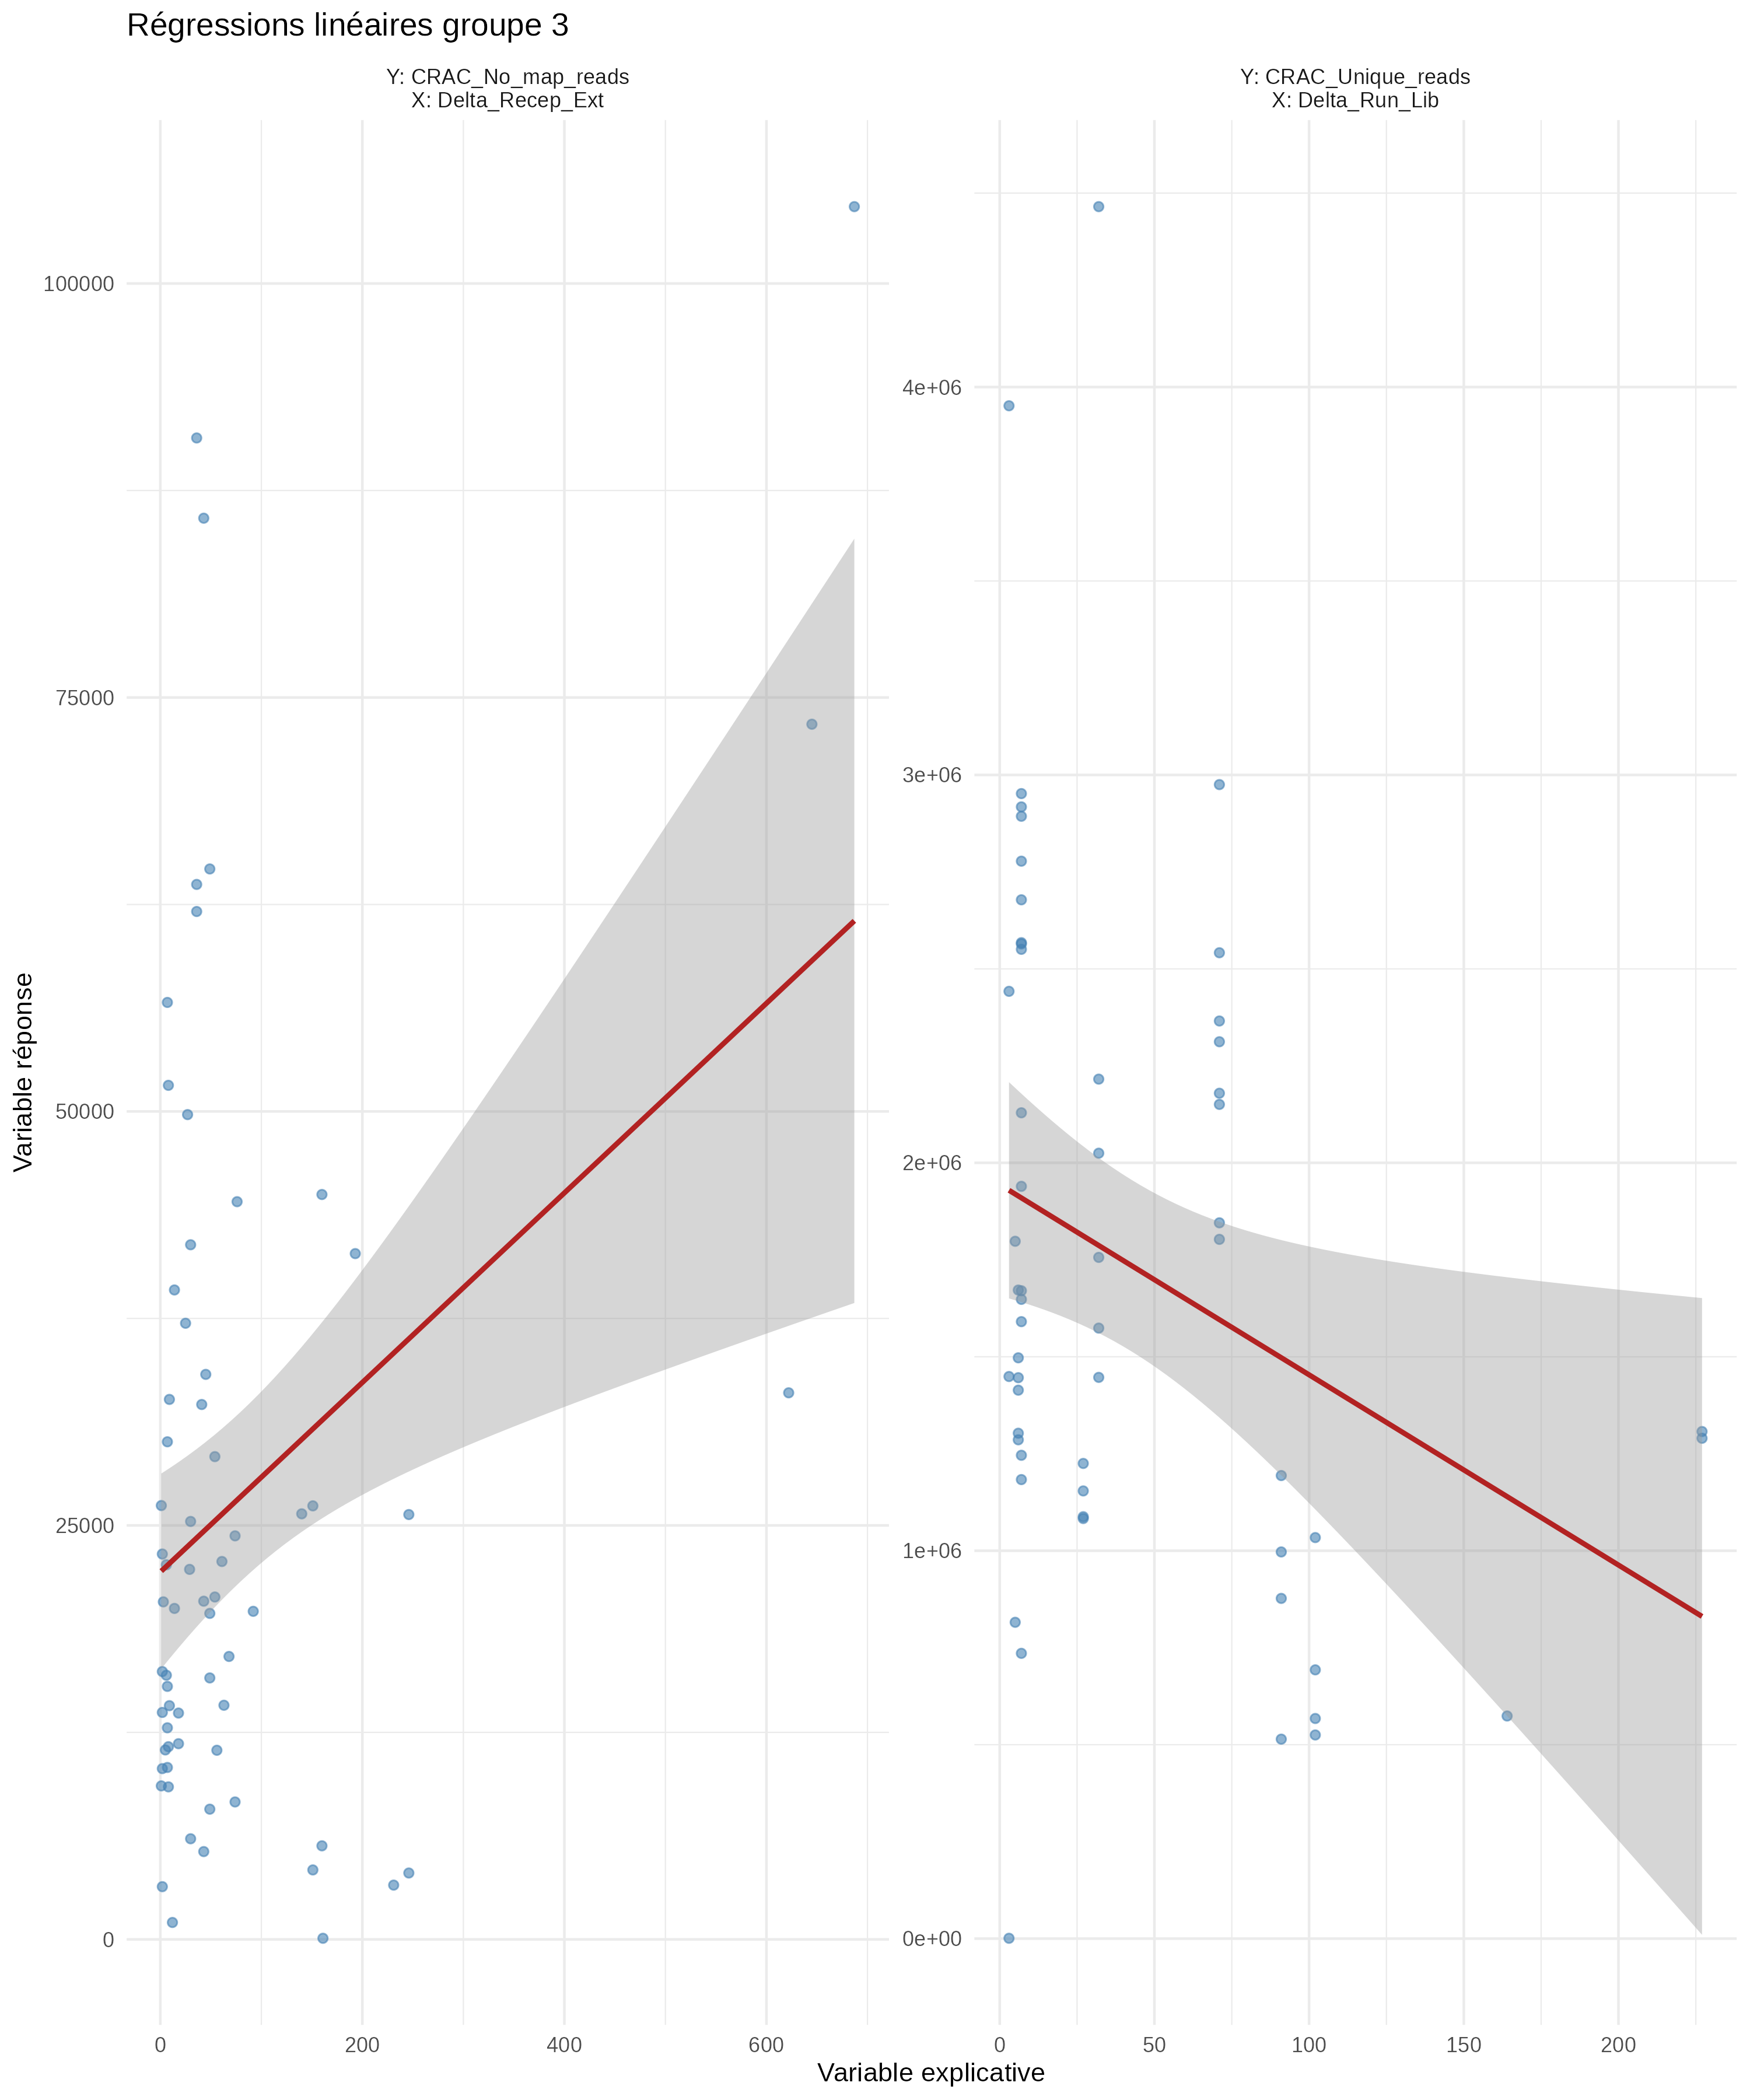 Régressions linéaires groupe 3
Y: CRAC_No_map_reads
X: Delta_Recep_Ext
Y: CRAC_Unique_reads
X: Delta_Run_Lib
Variable réponse
100000
75000
50000
25000
0
4e+06
3e+06
2e+06
1e+06
0e+00
0 200 400 600
0 50 100 150 200
Variable explicative